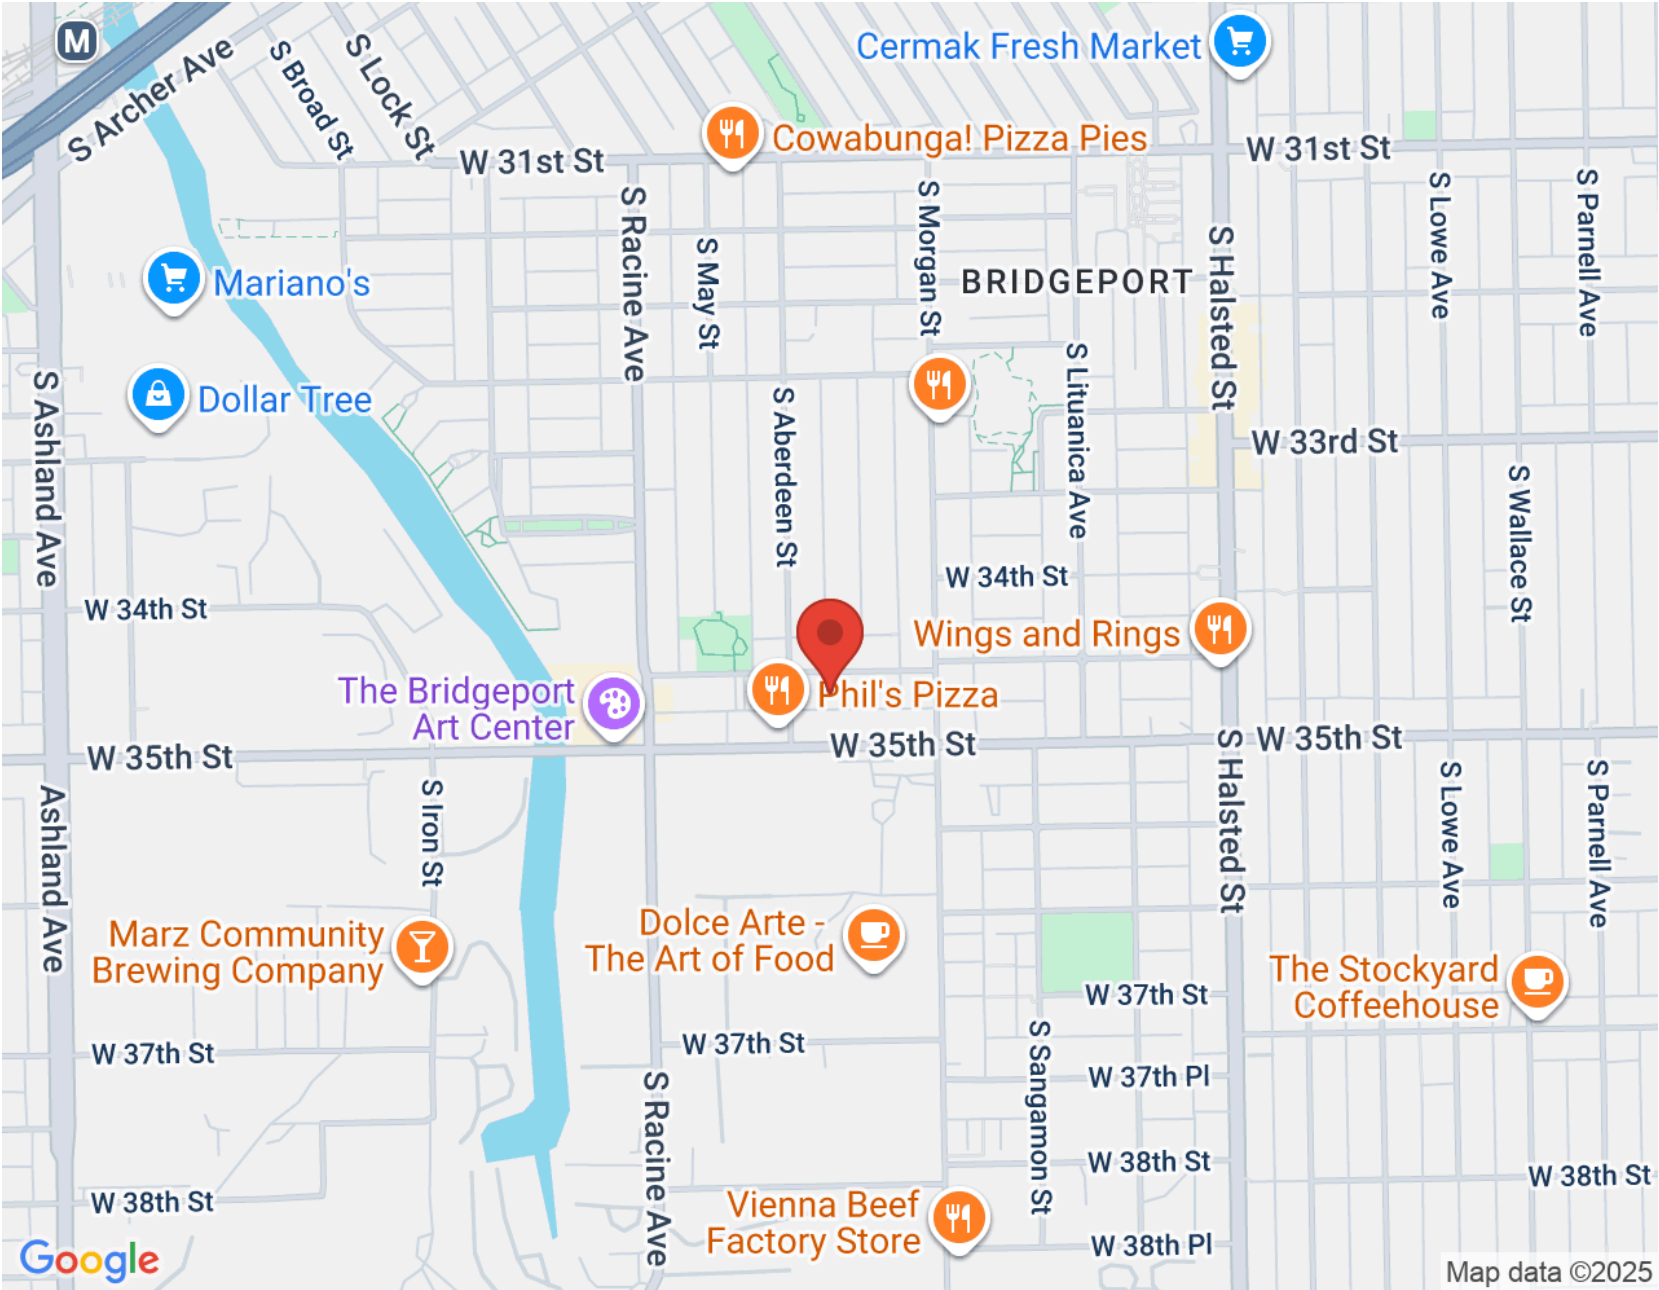 M
Cermak Fresh Market
S Archer Ave
S Broad St
S Lock St
Cowabunga! Pizza Pies
W 31st St
W 31st St
S Racine Ave
S May St
S Morgan St
S Lowe Ave
S Parnell Ave
Mariano's
BRIDGEPORT
S Halsted St
Dollar Tree
S Ashland Ave
S Aberdeen St
S Lituanica Ave
W 33rd St
S Wallace St
W 34th St
W 34th St
Wings and Rings
The Bridgeport
Art Center
Phil's Pizza
W 35th St
W 35th St
W 35th St
S Halsted St
Ashland Ave
S Iron St
S Lowe Ave
S Parnell Ave
Marz Community
Brewing Company
Dolce Arte -
The Art of Food
The Stockyard
Coffeehouse
W 37th St
W 37th St
W 37th St
S Sangamon St
W 37th Pl
S Racine Ave
W 38th St
W 38th St
W 38th St
Vienna Beef
Factory Store
W 38th Pl
Google
Map data ©2025